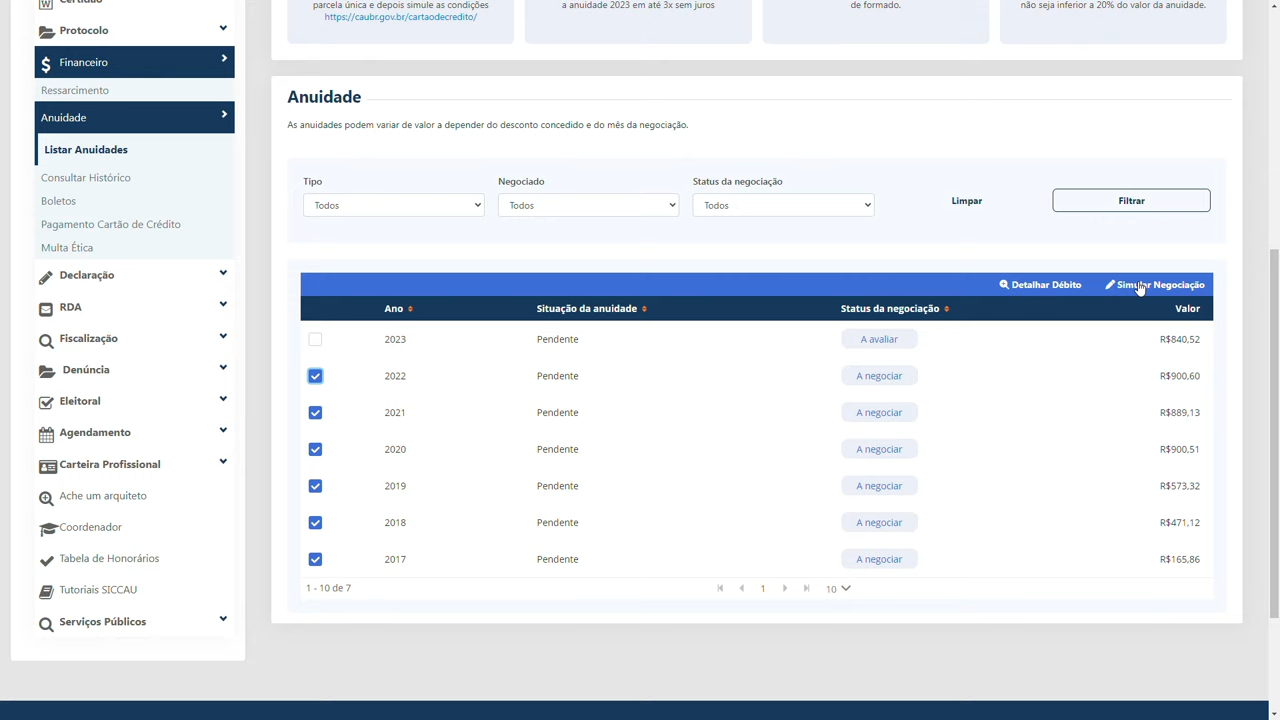 Certidão
Protocolo
Financeiro
Ressarcimento
Anuidade
Listar Anuidades
Consultar Histórico
Boletos
Pagamento Cartão de Crédito
Multa Ética
Declaração
RDA
Fiscalização
Denúncia
Eleitoral
Agendamento
Carteira Profissional
Ache um arquiteto
Coordenador
Tabela de Honorários
Tutoriais SICCAU
Serviços Públicos
parcela única e depois simule as condições
https://caubr.gov.br/cartaodecredito/
a anuidade 2023 em até 3x sem juros
de formado.
não seja inferior a 20% do valor da anuidade.
Anuidade
As anuidades podem variar de valor a depender do desconto concedido e do mês da negociação.
Tipo Negociado Status da negociação
Todos Todos Todos Limpar Filtrar
Detalhar Débito Simular Negociação
Ano Situação da anuidade Status da negociação Valor
2023 Pendente A avaliar R$840,52
2022 Pendente A negociar R$900,60
2021 Pendente A negociar R$889,13
2020 Pendente A negociar R$900,51
2019 Pendente A negociar R$573,32
2018 Pendente A negociar R$471,12
2017 Pendente A negociar R$165,86
1 - 10 de 7 1 10